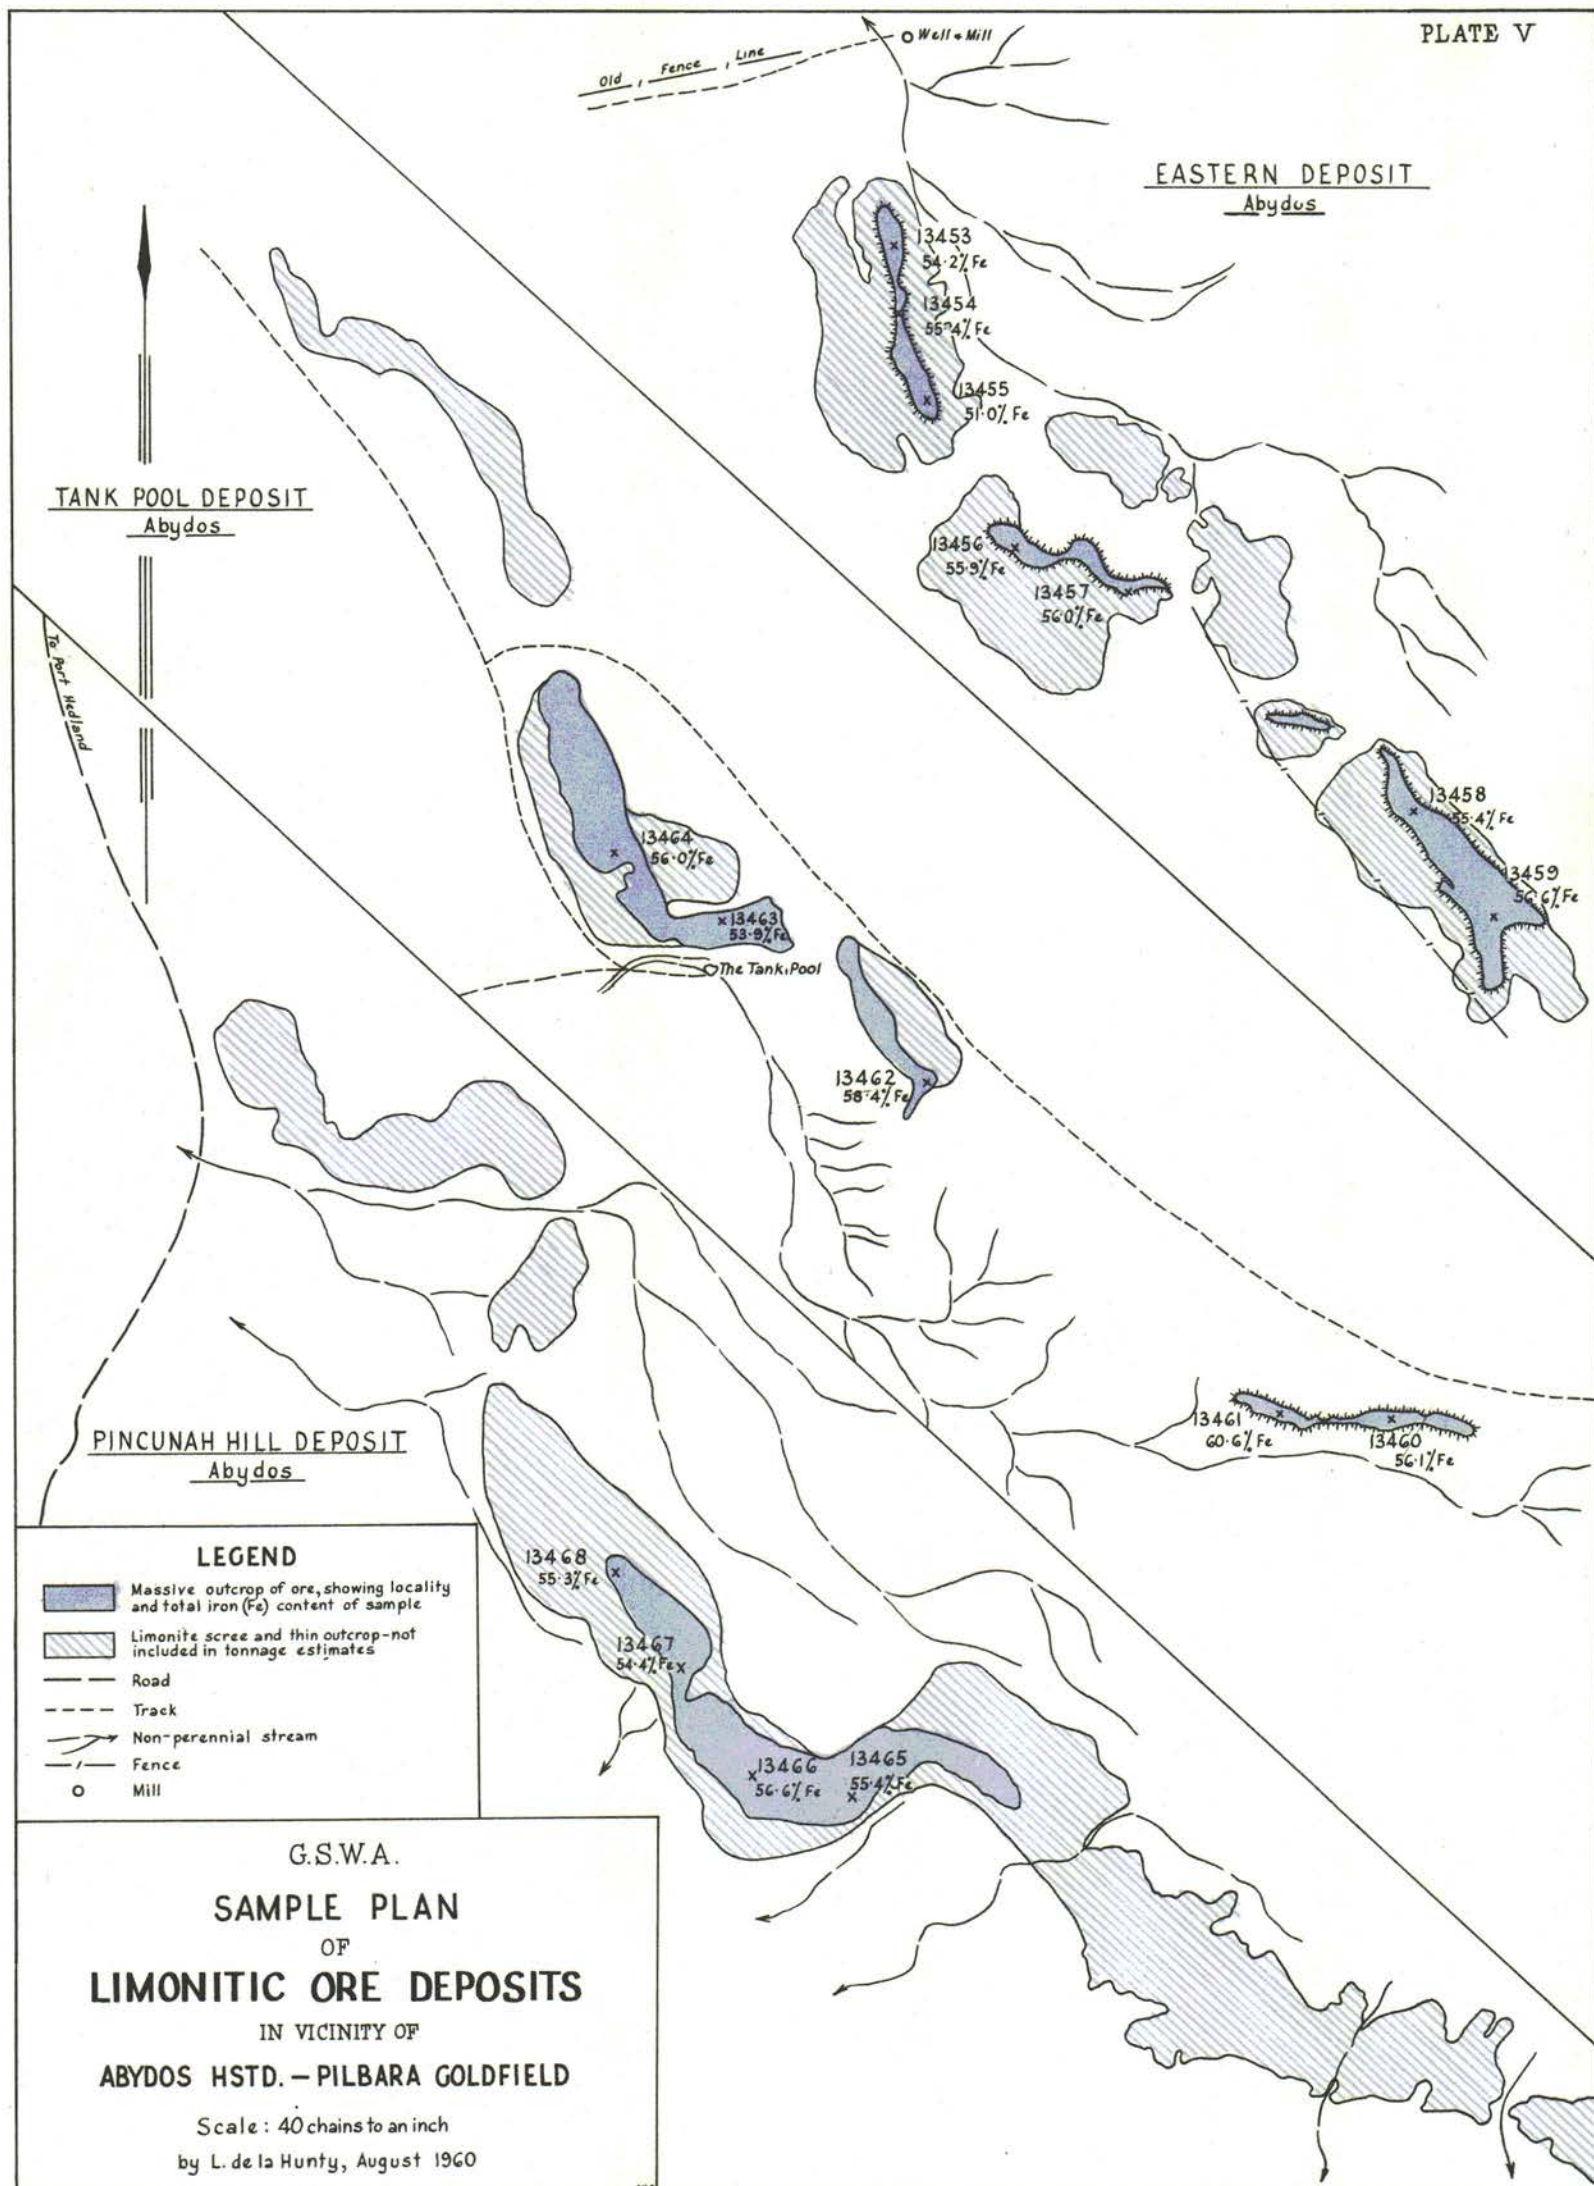 PLATE V
Well & Mill
Old Fence Line
EASTERN DEPOSIT
Abydos
13453
54.2% Fe
13454
55.4% Fe
13455
51.0% Fe
13456
55.9% Fe
13457
56.0% Fe
13458
55.4% Fe
13459
56.6% Fe
TANK POOL DEPOSIT
Abydos
To Port Hedland
13464
56.0% Fe
13463
53.9% Fe
The Tank Pool
13462
58.4% Fe
13461
60.6% Fe
13460
56.1% Fe
PINCUNAH HILL DEPOSIT
Abydos
13468
55.3% Fe
13467
54.4% Fe
13466
56.6% Fe
13465
55.4% Fe
LEGEND
Massive outcrop of ore, showing locality
and total iron (Fe) content of sample
Limonite scree and thin outcrop-not
included in tonnage estimates
Road
Track
Non-perennial stream
Fence
Mill
G.S.W.A.
SAMPLE PLAN
OF
LIMONITIC ORE DEPOSITS
IN VICINITY OF
ABYDOS HSTD. – PILBARA GOLDFIELD
Scale: 40 chains to an inch
by L. de la Hunty, August 1960